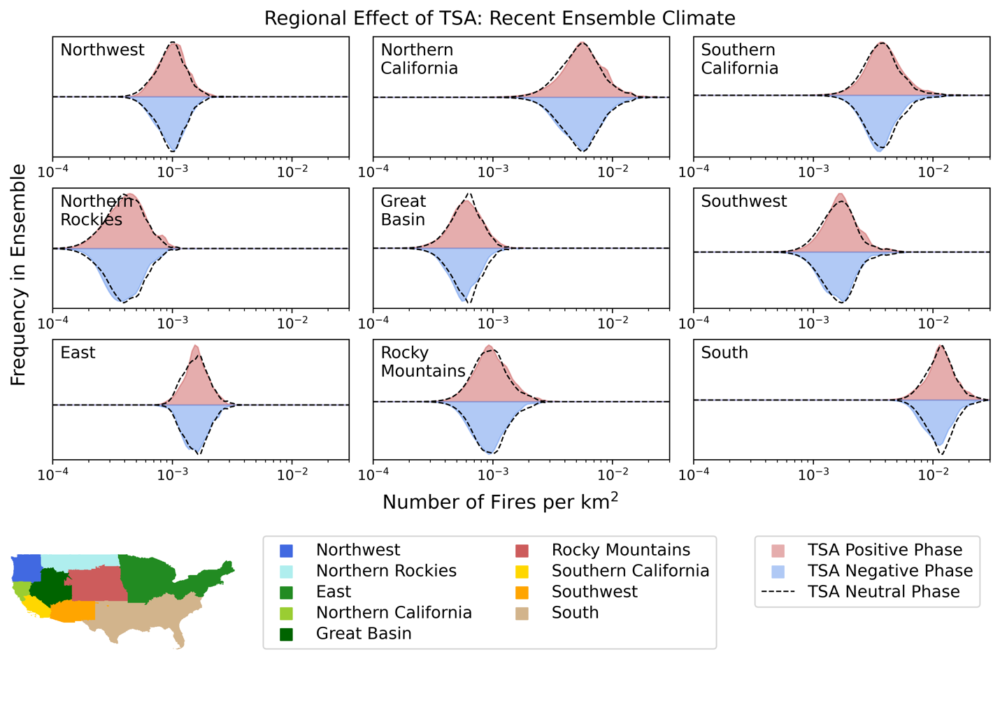 Regional Effect of TSA: Recent Ensemble Climate
Frequency in Ensemble
Northwest
10⁻⁴ 10⁻³ 10⁻²
Northern
California
10⁻⁴ 10⁻³ 10⁻²
Southern
California
10⁻⁴ 10⁻³ 10⁻²
Northern
Rockies
10⁻⁴ 10⁻³ 10⁻²
Great
Basin
10⁻⁴ 10⁻³ 10⁻²
Southwest
10⁻⁴ 10⁻³ 10⁻²
East
10⁻⁴ 10⁻³ 10⁻²
Rocky
Mountains
10⁻⁴ 10⁻³ 10⁻²
South
10⁻⁴ 10⁻³ 10⁻²
Number of Fires per km²
Northwest
Northern Rockies
East
Northern California
Great Basin
Rocky Mountains
Southern California
Southwest
South
TSA Positive Phase
TSA Negative Phase
TSA Neutral Phase